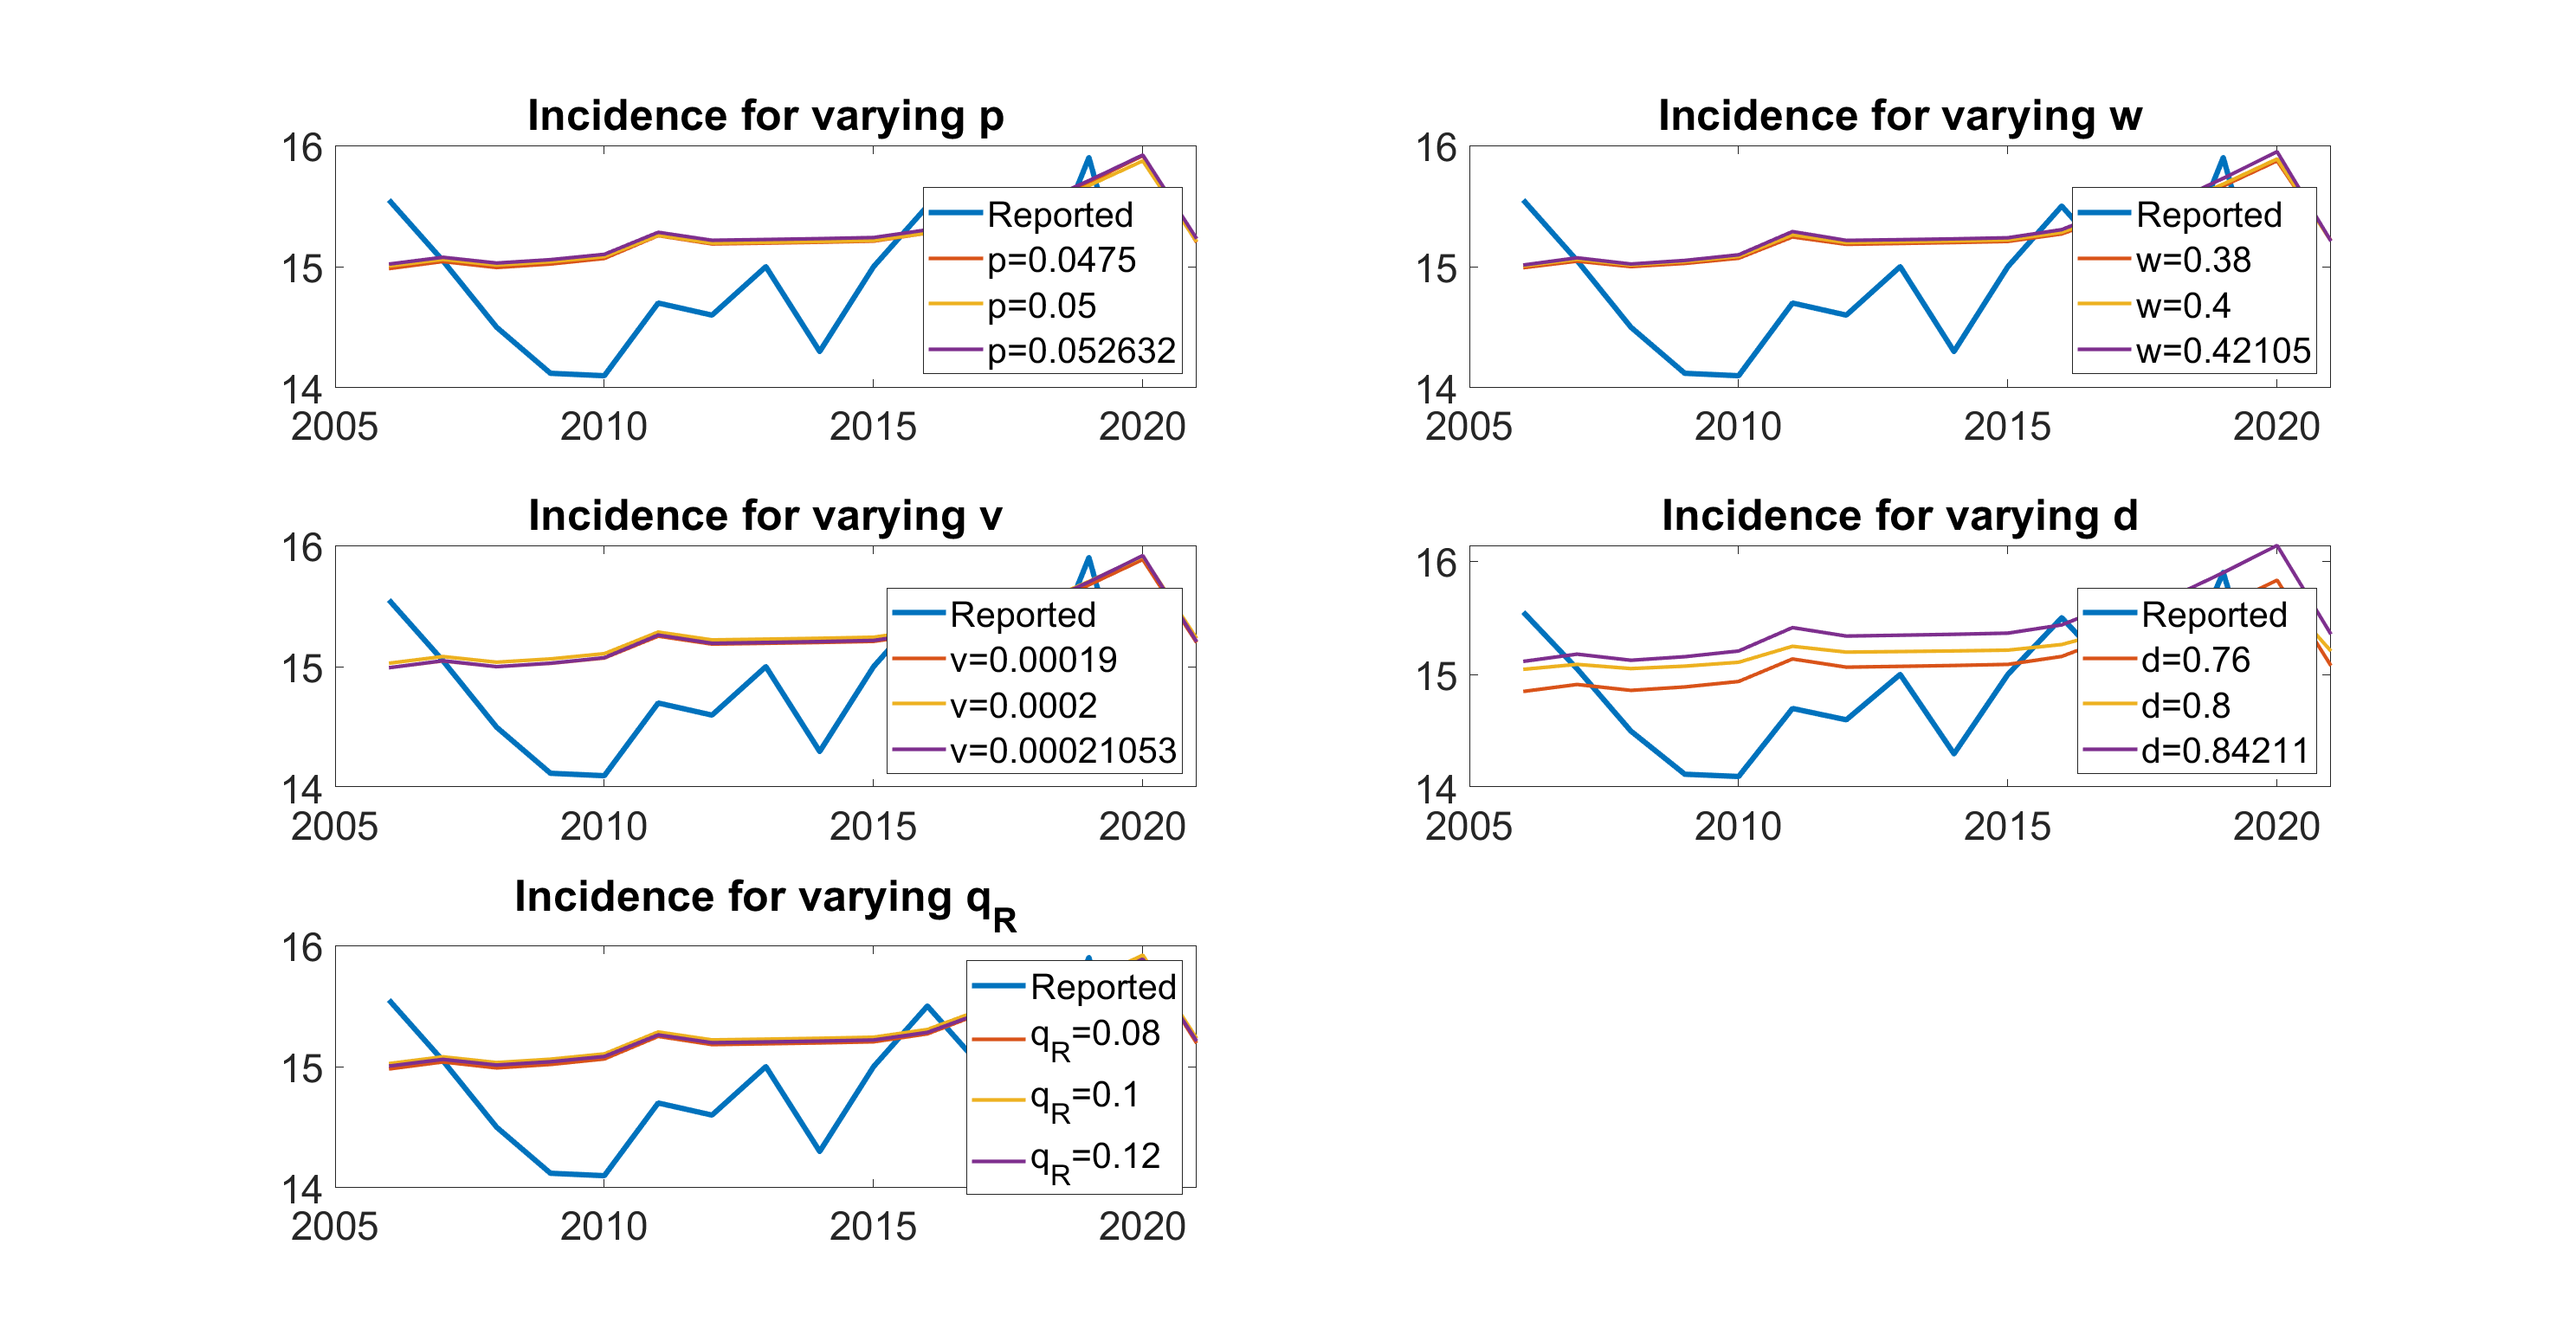 Incidence for varying p
16
15
14
2005 2010 2015 2020
Reported
p=0.0475
p=0.05
p=0.052632
Incidence for varying w
16
15
14
2005 2010 2015 2020
Reported
w=0.38
w=0.4
w=0.42105
Incidence for varying v
16
15
14
2005 2010 2015 2020
Reported
v=0.00019
v=0.0002
v=0.00021053
Incidence for varying d
16
15
14
2005 2010 2015 2020
Reported
d=0.76
d=0.8
d=0.84211
Incidence for varying q_R
16
15
14
2005 2010 2015 2020
Reported
q_R=0.08
q_R=0.1
q_R=0.12